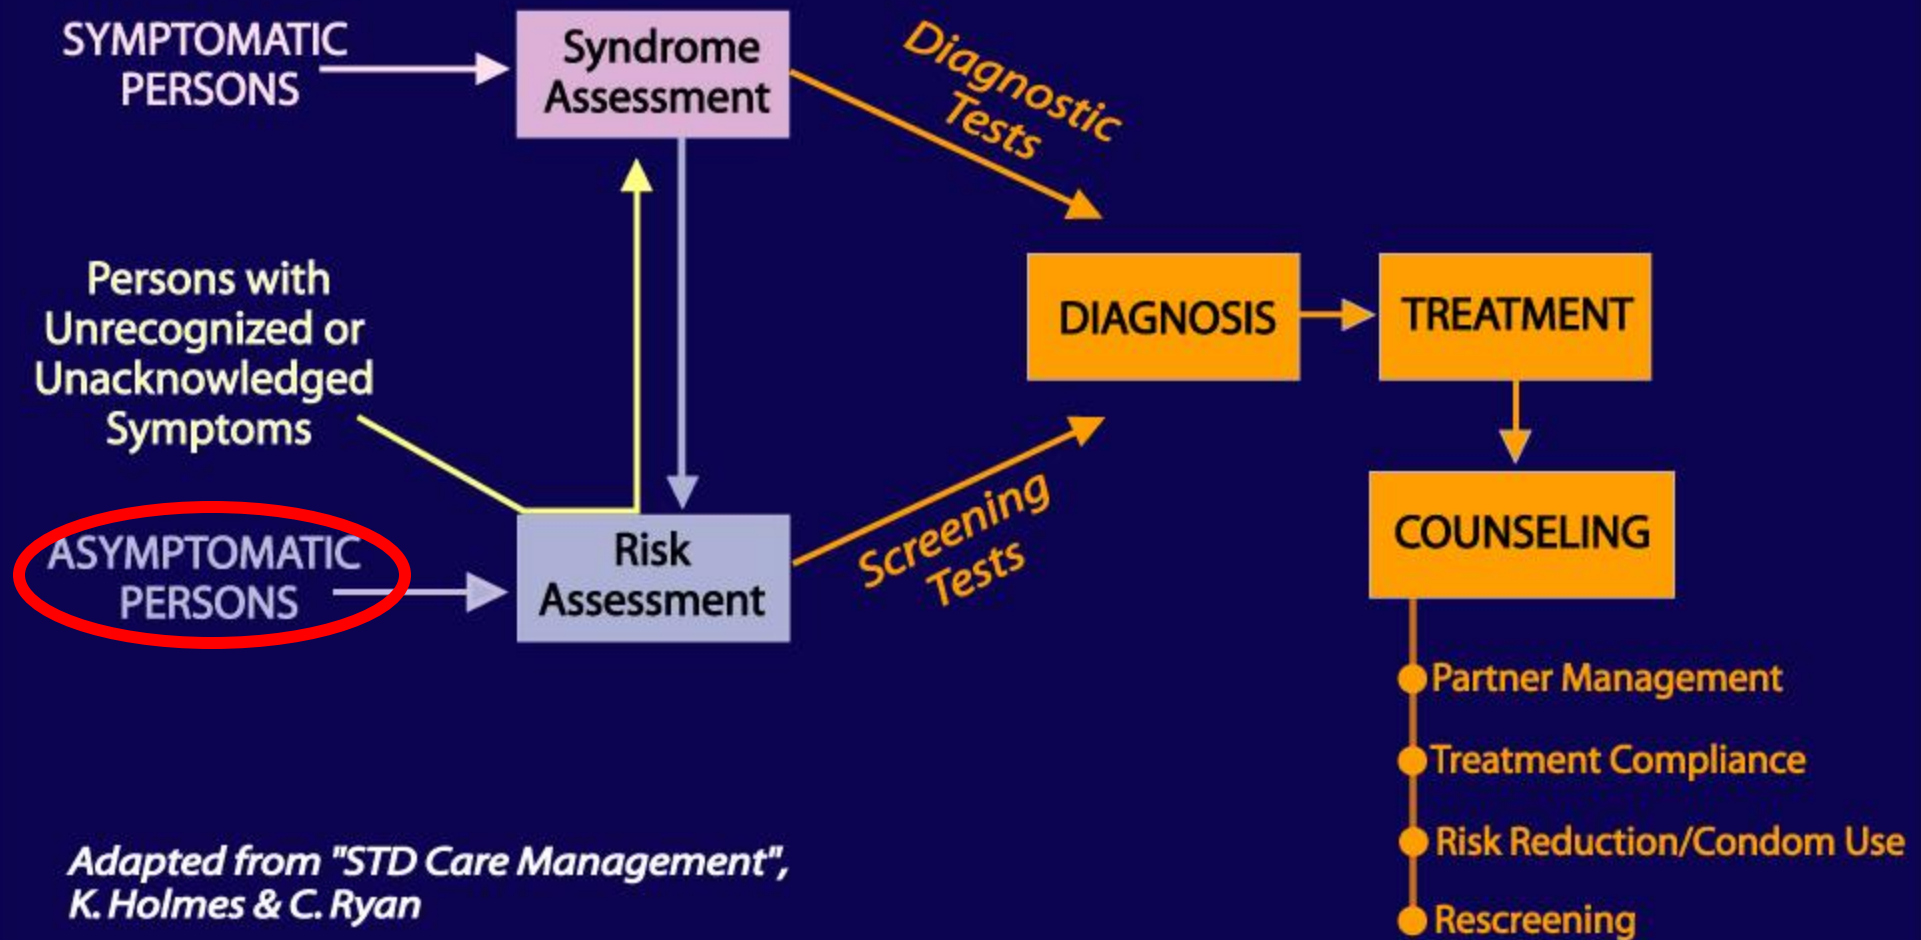 SYMPTOMATIC
PERSONS
Syndrome
Assessment
Diagnostic
Tests
Persons with
Unrecognized or
Unacknowledged
Symptoms
DIAGNOSIS
TREATMENT
ASYMPTOMATIC
PERSONS
Risk
Assessment
Screening
Tests
COUNSELING
Partner Management
Treatment Compliance
Risk Reduction/Condom Use
Rescreening
Adapted from "STD Care Management",
K. Holmes & C. Ryan